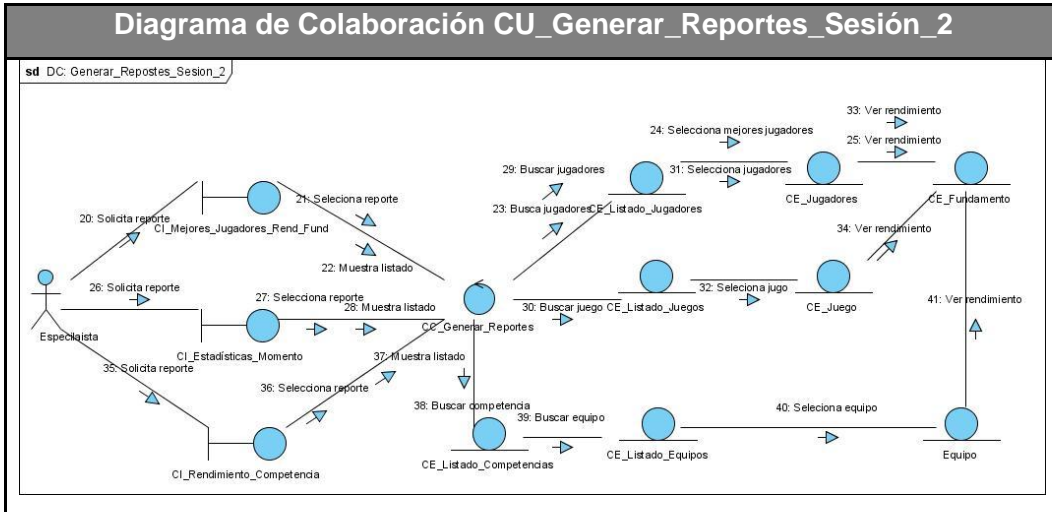 Diagrama de Colaboración CU_Generar_Reportes_Sesión_2
sd DC: Generar_Repostes_Sesion_2
33: Ver rendimiento
24: Selecciona mejores jugadores
25: Ver rendimiento
29: Buscar jugadores
31: Selecciona jugadores
21: Seleciona reporte
23: Busca jugadores
CE_Listado_Jugadores
CE_Jugadores
CE_Fundamento
20: Solicita reporte
CI_Mejores_Jugadores_Rend_Fund
34: Ver rendimiento
22: Muestra listado
26: Solicita reporte
27: Selecciona reporte
28: Muestra listado
32: Seleciona jugo
30: Buscar juego
CE_Listado_Juegos
CE_Juego
41: Ver rendimiento
CC_Generar_Reportes
Especilaista
CI_Estadísticas_Momento
37: Muestra listado
35: Solicita reporte
36: Selecciona reporte
38: Buscar competencia
39: Buscar equipo
40: Seleciona equipo
CE_Listado_Competencias
CE_Listado_Equipos
Equipo
CI_Rendimiento_Competencia